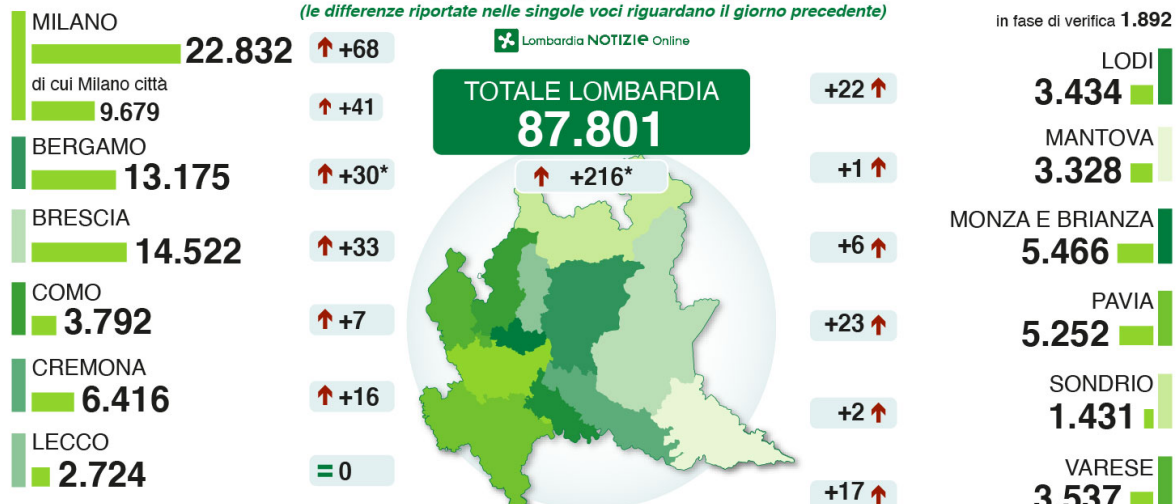 (le differenze riportate nelle singole voci riguardano il giorno precedente)
Lombardia NOTIZIE Online
MILANO
22.832
+68
di cui Milano città
9.679
+41
BERGAMO
13.175
+30*
BRESCIA
14.522
+33
COMO
3.792
+7
CREMONA
6.416
+16
LECCO
2.724
= 0
TOTALE LOMBARDIA
87.801
+216*
in fase di verifica 1.892
LODI
+22
3.434
MANTOVA
+1
3.328
MONZA E BRIANZA
+6
5.466
PAVIA
+23
5.252
SONDRIO
+2
1.431
VARESE
+17
3.537